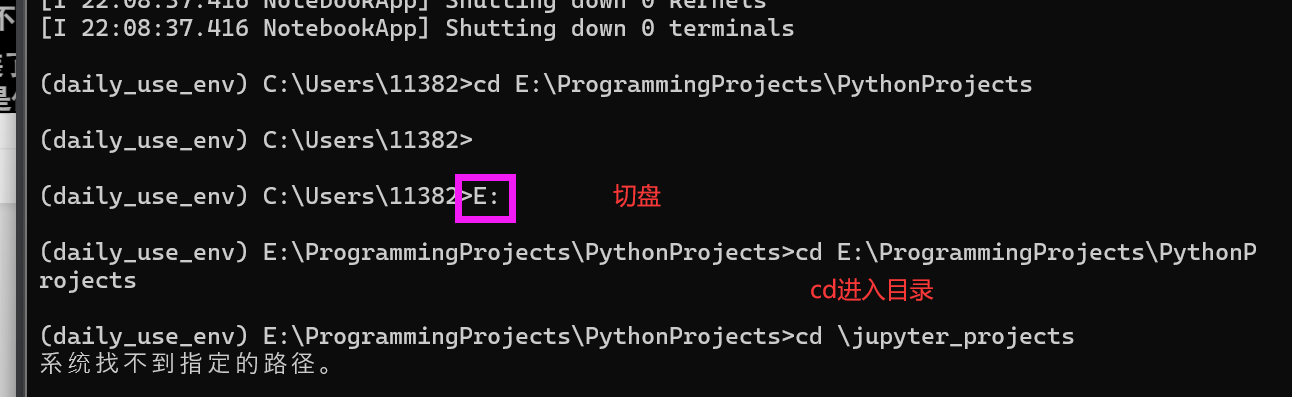 [I 22:08:37.416 NotebookApp] Shutting down 0 kernels
[I 22:08:37.416 NotebookApp] Shutting down 0 terminals
(daily_use_env) C:\Users\11382>cd E:\ProgrammingProjects\PythonProjects
(daily_use_env) C:\Users\11382>
(daily_use_env) C:\Users\11382>E:
切盘
(daily_use_env) E:\ProgrammingProjects\PythonProjects>cd E:\ProgrammingProjects\PythonP
rojects
cd进入目录
(daily_use_env) E:\ProgrammingProjects\PythonProjects>cd \jupyter_projects
系统找不到指定的路径。